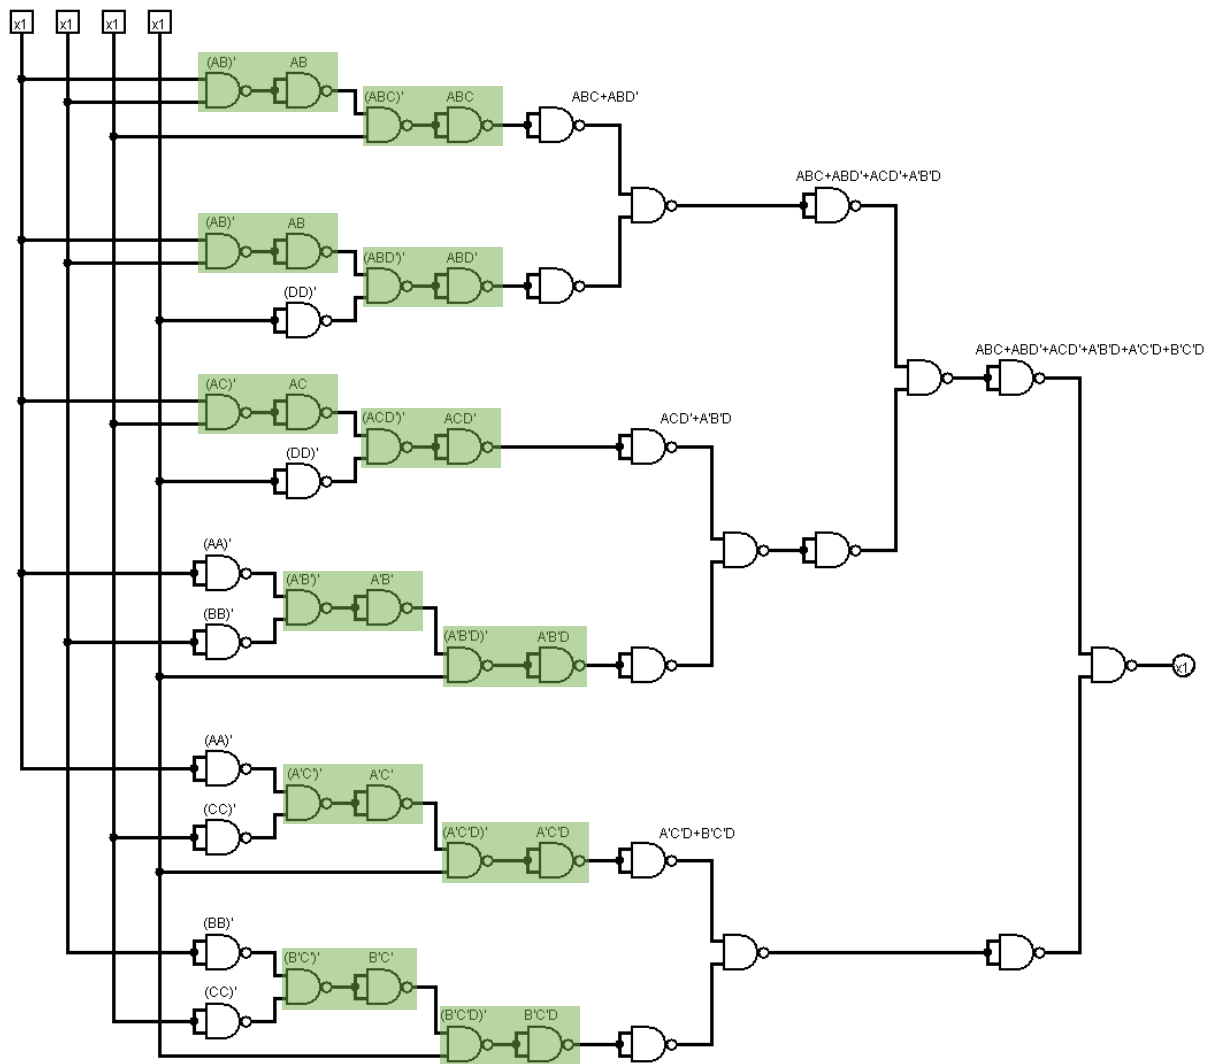 x1 x1 x1 x1
(AB)' AB
(ABC)' ABC ABC+ABD'
ABC+ABD'+ACD'+A'B'D
(AB)' AB
(ABD')' ABD'
(DD)'
ABC+ABD'+ACD'+A'B'D+A'C'D+B'C'D
(AC)' AC
(ACD')' ACD' ACD'+A'B'D
(DD)'
(AA)'
(A'B')' A'B'
(BB)'
(A'B'D)' A'B'D
x1
(AA)'
(A'C')' A'C'
(CC)'
(A'C'D)' A'C'D A'C'D+B'C'D
(BB)'
(B'C')' B'C'
(CC)'
(B'C'D)' B'C'D